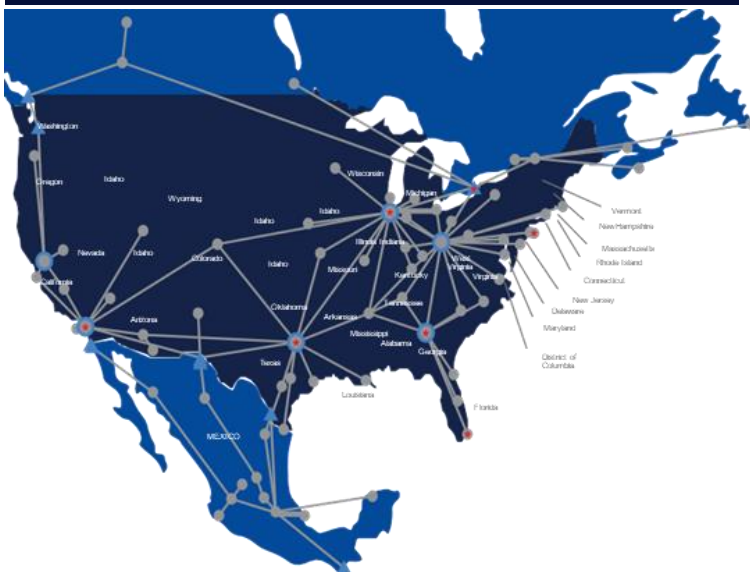 Washington
Oregon
Idaho
Wyoming
Wisconsin
Michigan
Idaho
Idaho
Vermont
New Hampshire
Massachusetts
Rhode Island
Connecticut
New Jersey
Delaware
Maryland
District of
Columbia
Nevada
Idaho
Colorado
Idaho
Illinois
Indiana
Missouri
West
Virginia
Virginia
Kentucky
California
Arizona
Oklahoma
Arkansas
Tennessee
Mississippi
Alabama
Georgia
Texas
Louisiana
Florida
MEXICO